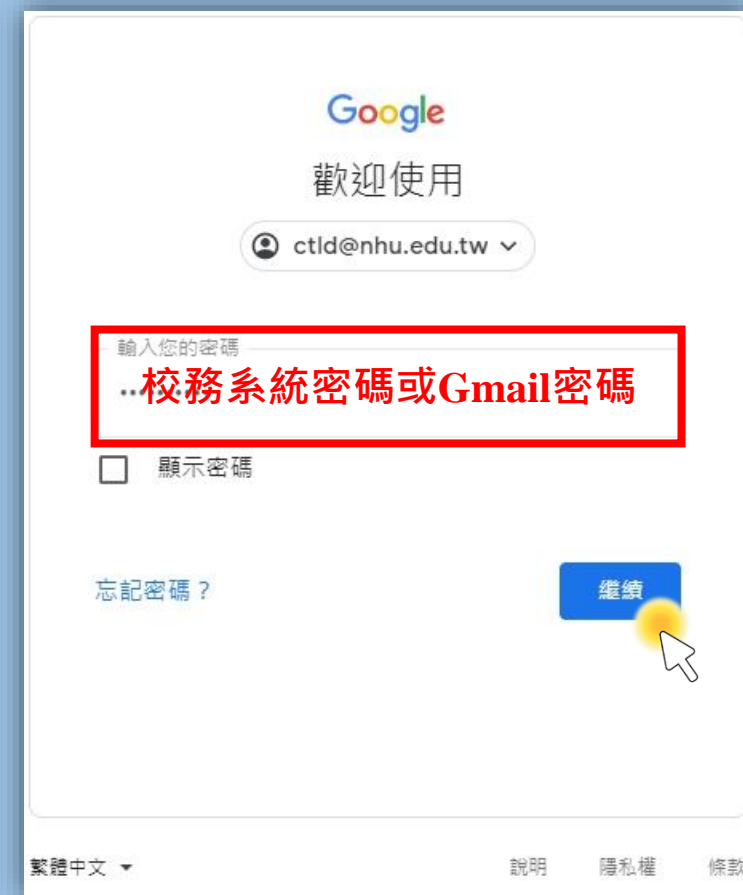 Google
歡迎使用
ctld@nhu.edu.tw
輸入您的密碼
校務系統密碼或Gmail密碼
顯示密碼
忘記密碼？
繼續
繁體中文
說明 隱私權 條款